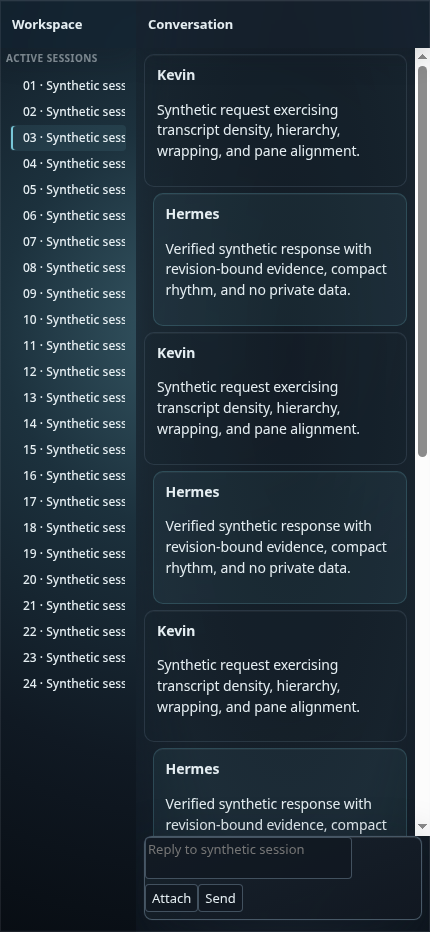 Workspace
ACTIVE SESSIONS
01 · Synthetic sess
02 · Synthetic sess
03 · Synthetic sess
04 · Synthetic sess
05 · Synthetic sess
06 · Synthetic sess
07 · Synthetic sess
08 · Synthetic sess
09 · Synthetic sess
10 · Synthetic sess
11 · Synthetic sess
12 · Synthetic sess
13 · Synthetic sess
14 · Synthetic sess
15 · Synthetic sess
16 · Synthetic sess
17 · Synthetic sess
18 · Synthetic sess
19 · Synthetic sess
20 · Synthetic sess
21 · Synthetic sess
22 · Synthetic sess
23 · Synthetic sess
24 · Synthetic sess
Conversation
Kevin
Synthetic request exercising
transcript density, hierarchy,
wrapping, and pane alignment.
Hermes
Verified synthetic response with
revision-bound evidence, compact
rhythm, and no private data.
Kevin
Synthetic request exercising
transcript density, hierarchy,
wrapping, and pane alignment.
Hermes
Verified synthetic response with
revision-bound evidence, compact
rhythm, and no private data.
Kevin
Synthetic request exercising
transcript density, hierarchy,
wrapping, and pane alignment.
Hermes
Verified synthetic response with
revision-bound evidence, compact
Reply to synthetic session
Attach
Send